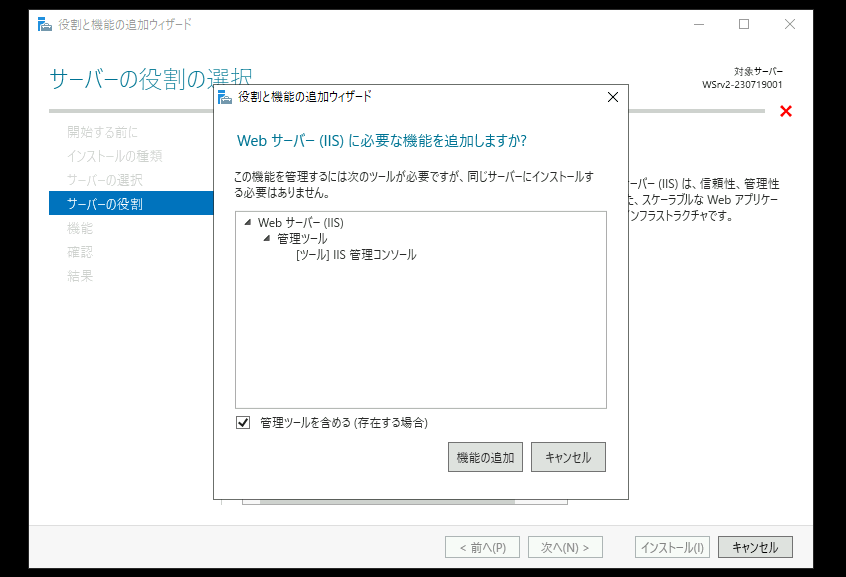 役割と機能の追加ウィザード
サーバーの役割の選択
対象サーバー
WSrv2-230719001
開始する前に
インストールの種類
サーバーの選択
サーバーの役割
機能
確認
結果
ーバー (IIS) は、信頼性、管理性
た、スケーラブルな Web アプリケー
インフラストラクチャです。
役割と機能の追加ウィザード
Web サーバー (IIS) に必要な機能を追加しますか?
この機能を管理するには次のツールが必要ですが、同じサーバーにインストールす
る必要はありません。
Web サーバー (IIS)
管理ツール
[ツール] IIS 管理コンソール
管理ツールを含める (存在する場合)
機能の追加
キャンセル
< 前へ(P)
次へ(N) >
インストール(I)
キャンセル